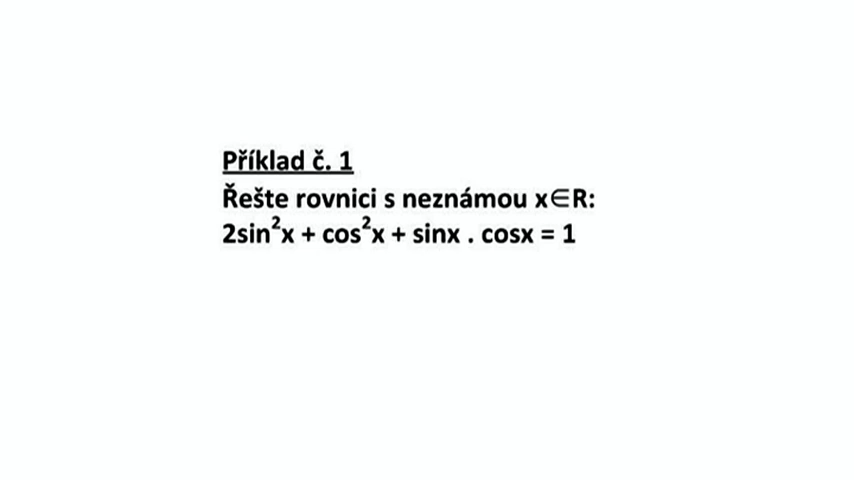 Příklad č. 1
Řešte rovnici s neznámou x∈R:
2sin²x + cos²x + sinx . cosx = 1